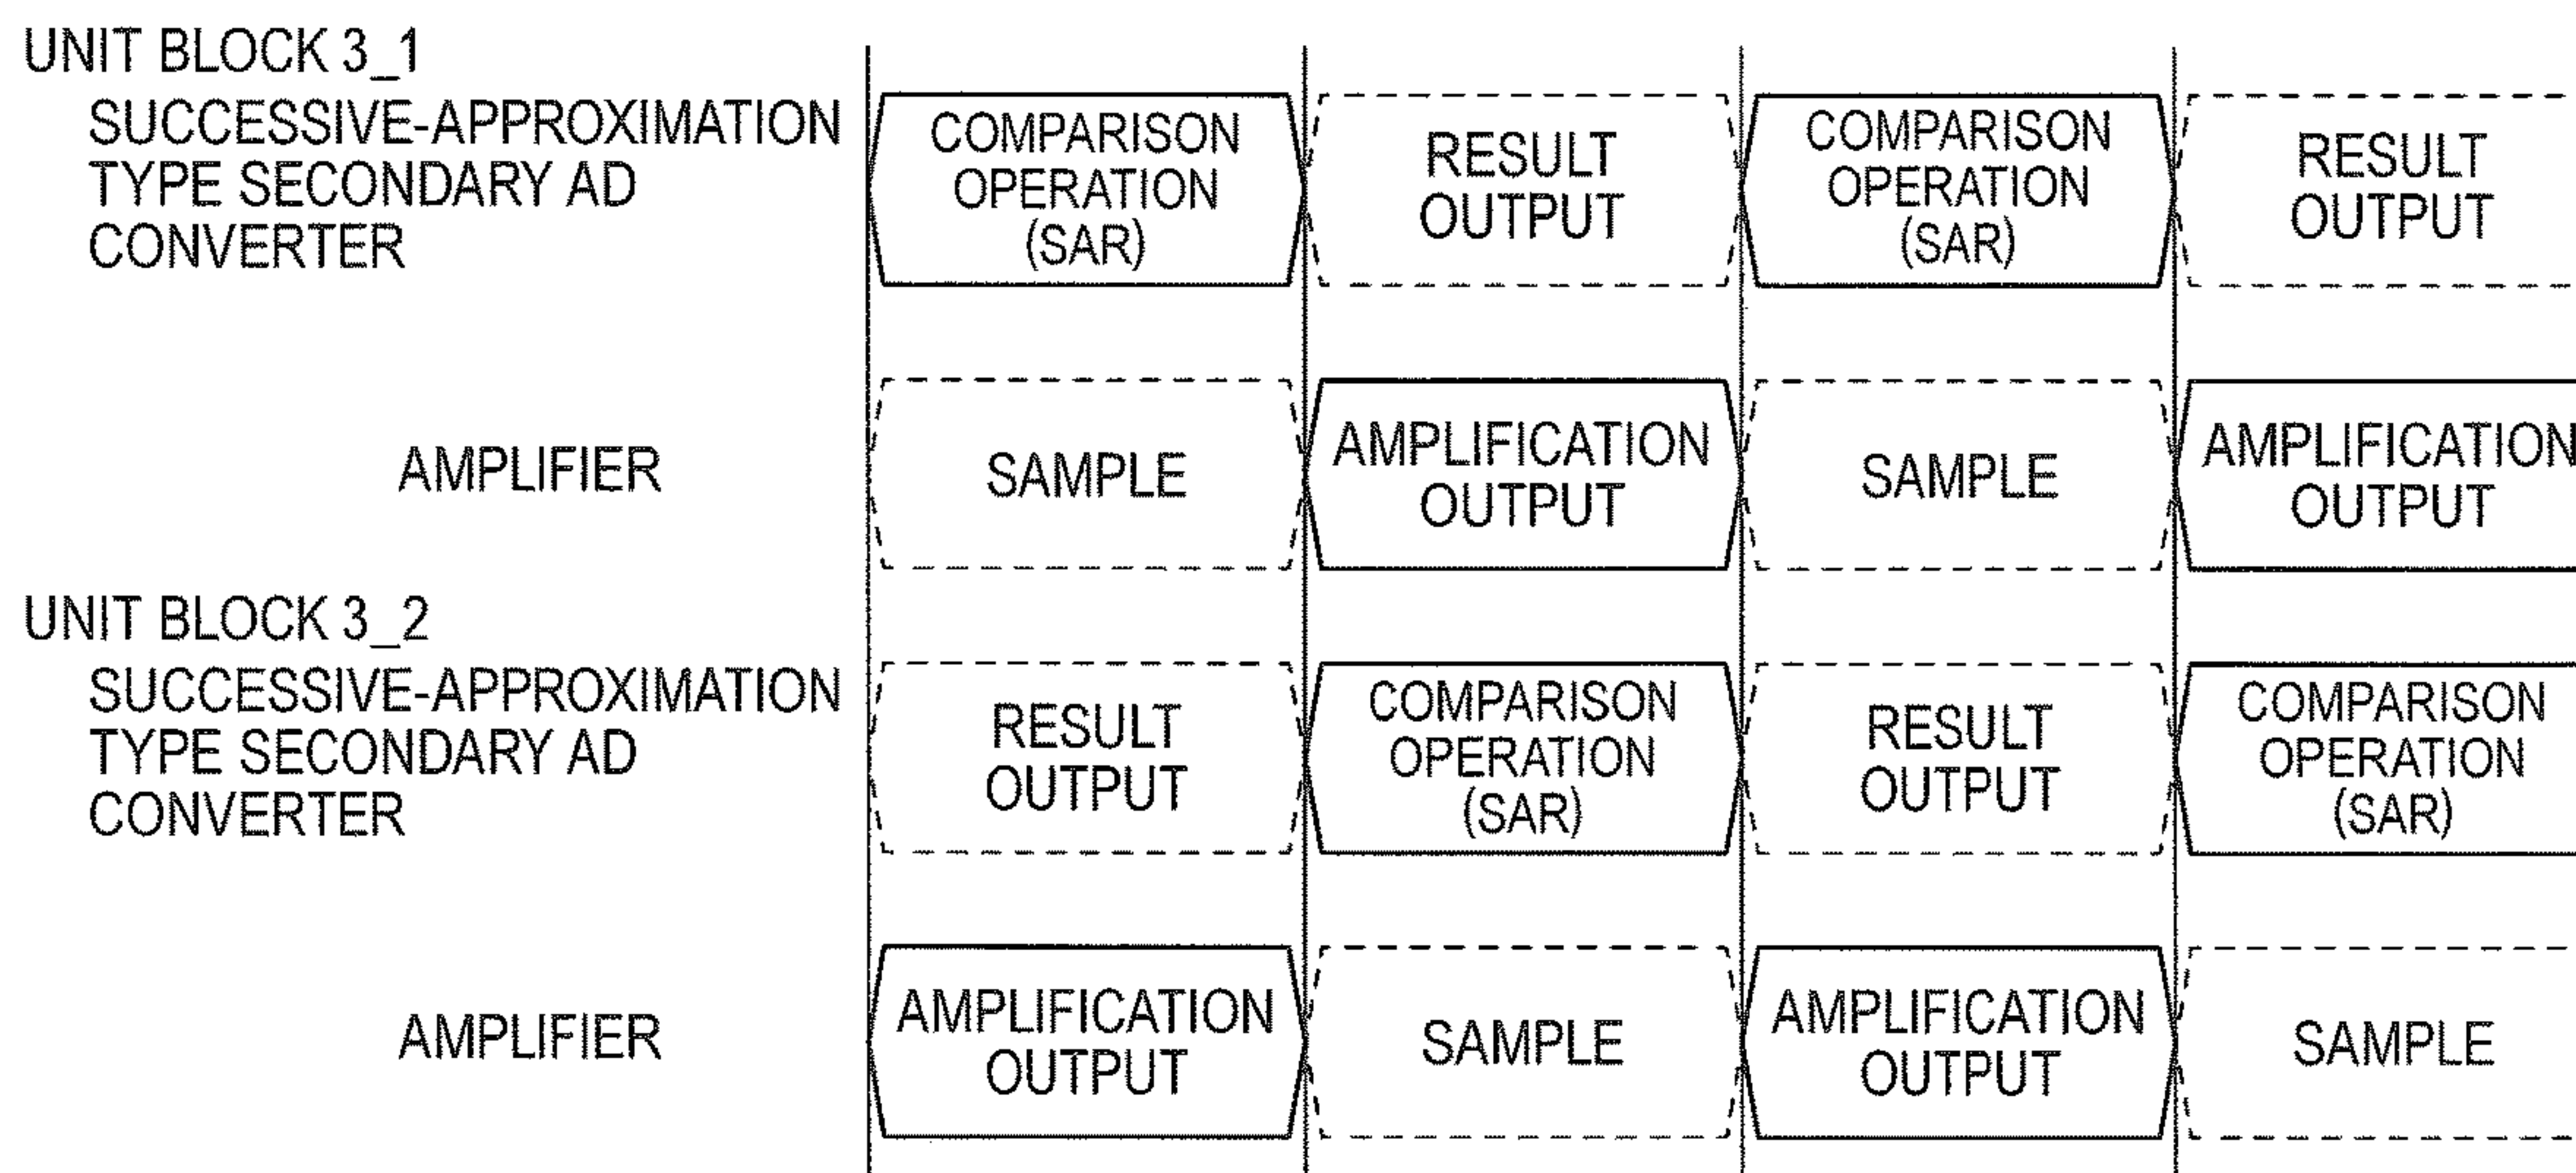 UNIT BLOCK 3_1
SUCCESSIVE-APPROXIMATION
TYPE SECONDARY AD
CONVERTER
COMPARISON
OPERATION
(SAR)
RESULT
OUTPUT
COMPARISON
OPERATION
(SAR)
RESULT
OUTPUT
AMPLIFIER
SAMPLE
AMPLIFICATION
OUTPUT
SAMPLE
AMPLIFICATION
OUTPUT
UNIT BLOCK 3_2
SUCCESSIVE-APPROXIMATION
TYPE SECONDARY AD
CONVERTER
RESULT
OUTPUT
COMPARISON
OPERATION
(SAR)
RESULT
OUTPUT
COMPARISON
OPERATION
(SAR)
AMPLIFIER
AMPLIFICATION
OUTPUT
SAMPLE
AMPLIFICATION
OUTPUT
SAMPLE